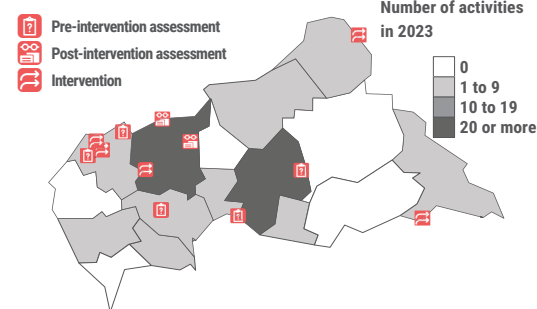 Pre-intervention assessment
Post-intervention assessment
Intervention
Number of activities
in 2023
0
1 to 9
10 to 19
20 or more